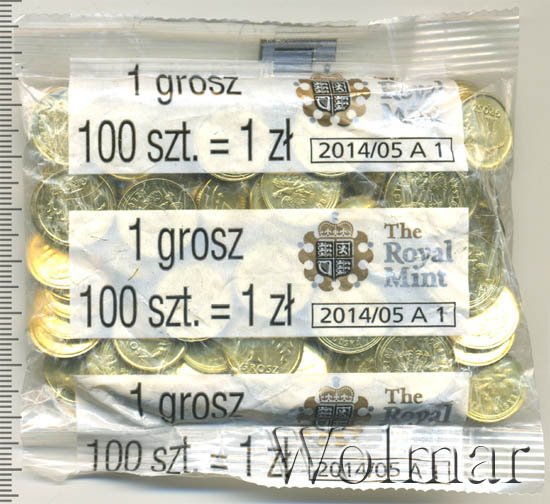 1 grosz
The
Royal
Mint
100 szt. = 1 zł
2014/05 A 1
1 grosz
The
Royal
Mint
100 szt. = 1 zł
2014/05 A 1
GROSZ
1 grosz
The
Royal
100 szt. = 1 zł
2014/05 A 1
Wolmar